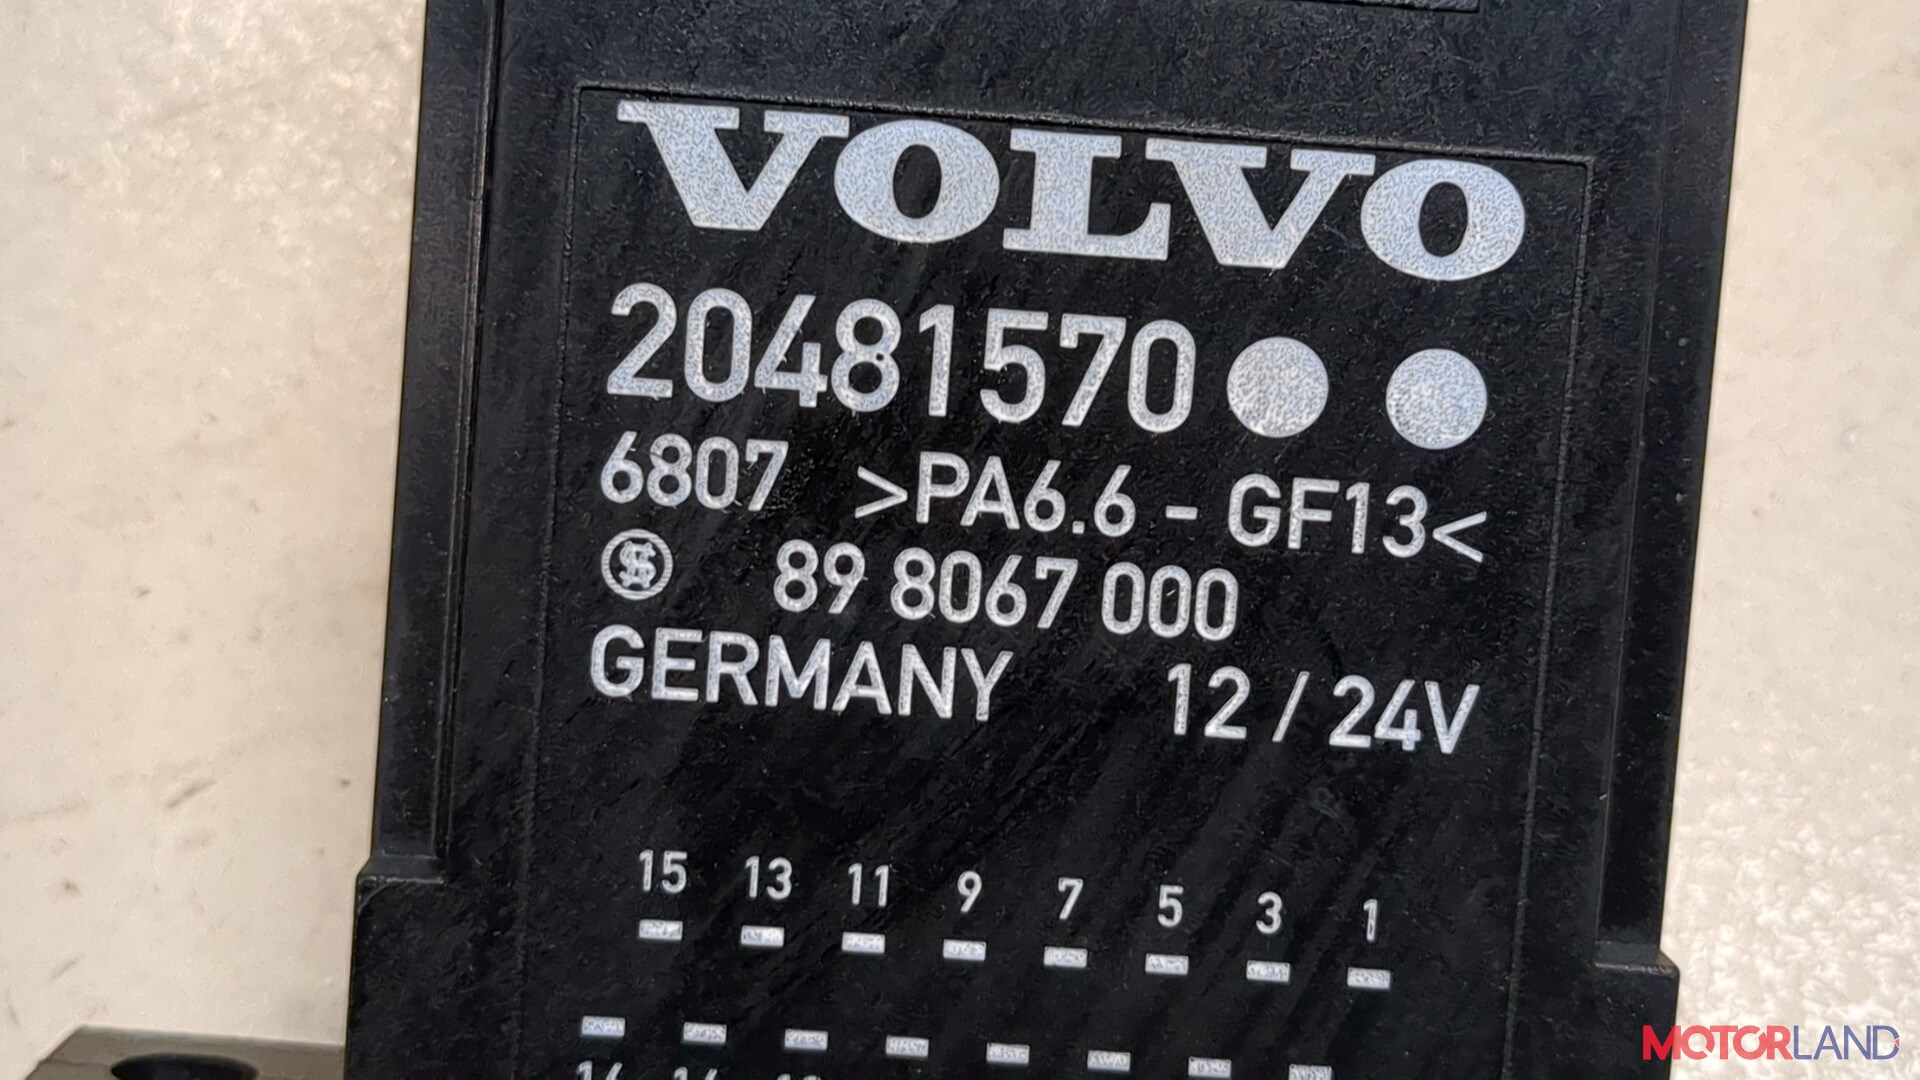 VOLVO
20481570
6807 >PA6.6 - GF13<
89 8067 000
GERMANY 12 / 24V
15 13 11 9 7 5 3 1
MOTORLAND